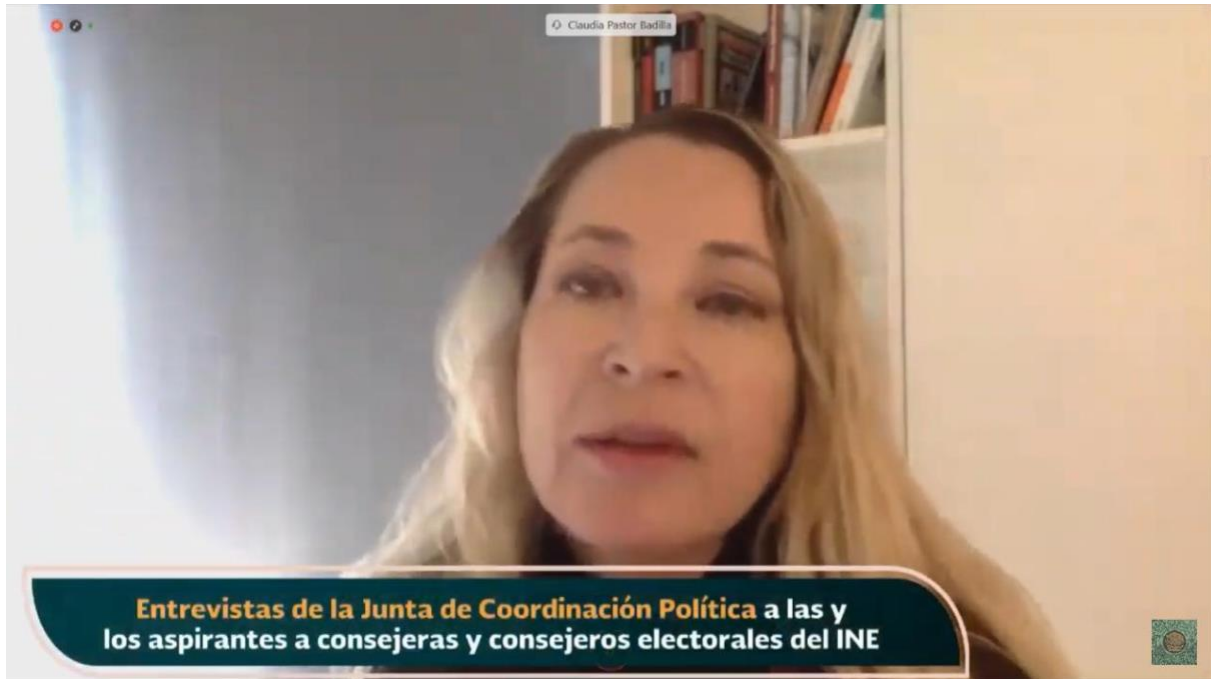 Claudia Pastor Badilla
Entrevistas de la Junta de Coordinación Política a las y
los aspirantes a consejeras y consejeros electorales del INE